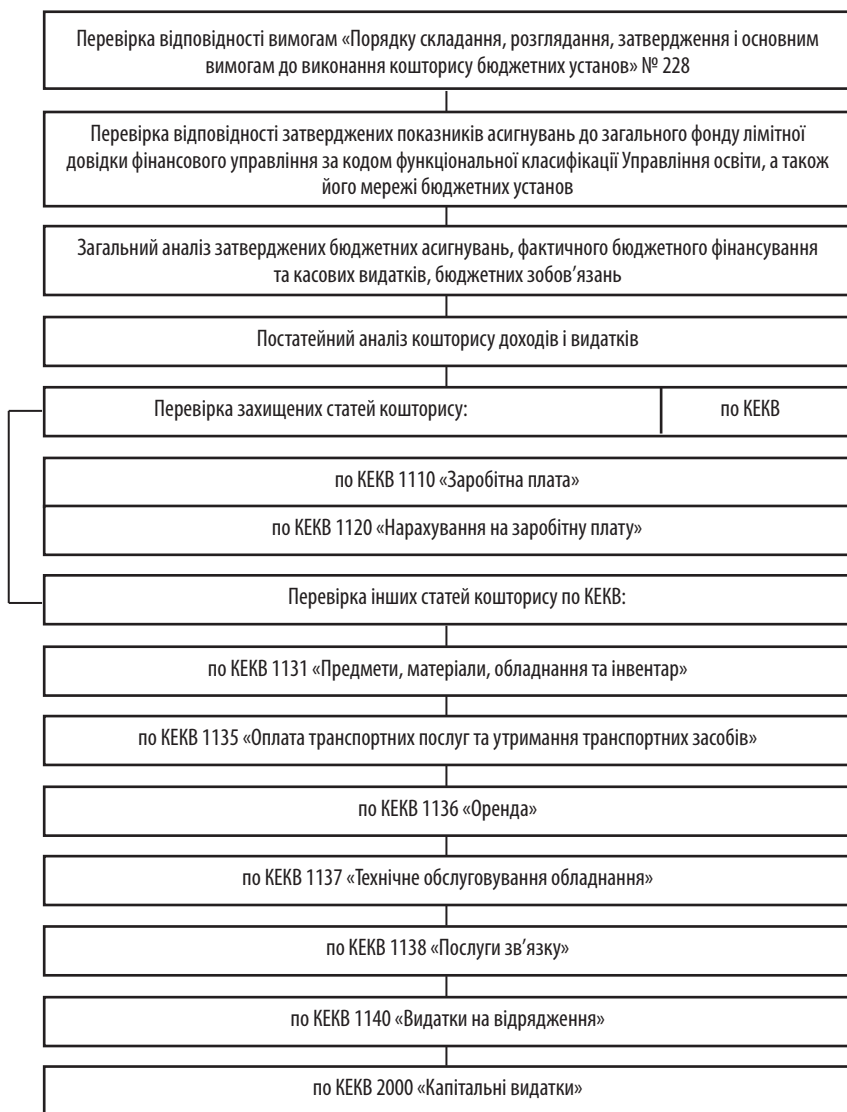 Перевірка відповідності вимогам «Порядку складання, розглядання, затвердження і основним
вимогам до виконання кошторису бюджетних установ» № 228
Перевірка відповідності затверджених показників асигнувань до загального фонду лімітної
довідки фінансового управління за кодом функціональної класифікації Управління освіти, а також
його мережі бюджетних установ
Загальний аналіз затверджених бюджетних асигнувань, фактичного бюджетного фінансування
та касових видатків, бюджетних зобов’язань
Постатейний аналіз кошторису доходів і видатків
Перевірка захищених статей кошторису: по КЕКВ
по КЕКВ 1110 «Заробітна плата»
по КЕКВ 1120 «Нарахування на заробітну плату»
Перевірка інших статей кошторису по КЕКВ:
по КЕКВ 1131 «Предмети, матеріали, обладнання та інвентар»
по КЕКВ 1135 «Оплата транспортних послуг та утримання транспортних засобів»
по КЕКВ 1136 «Оренда»
по КЕКВ 1137 «Технічне обслуговування обладнання»
по КЕКВ 1138 «Послуги зв’язку»
по КЕКВ 1140 «Видатки на відрядження»
по КЕКВ 2000 «Капітальні видатки»